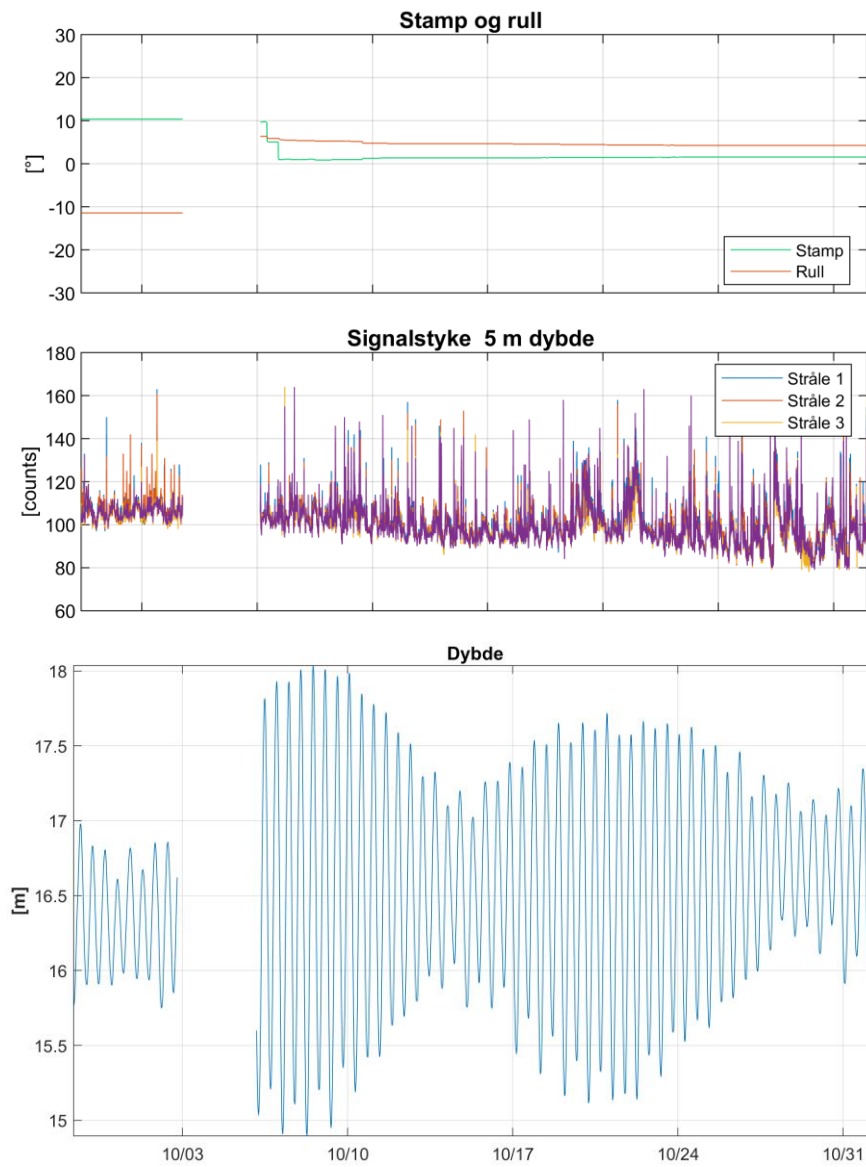 Stamp og rull
30
20
10
0
-10
-20
-30
[°]
Stamp
Rull
Signalstyke 5 m dybde
180
160
140
120
100
80
60
[counts]
Stråle 1
Stråle 2
Stråle 3
Dybde
18
17.5
17
16.5
16
15.5
15
[m]
10/03 10/10 10/17 10/24 10/31